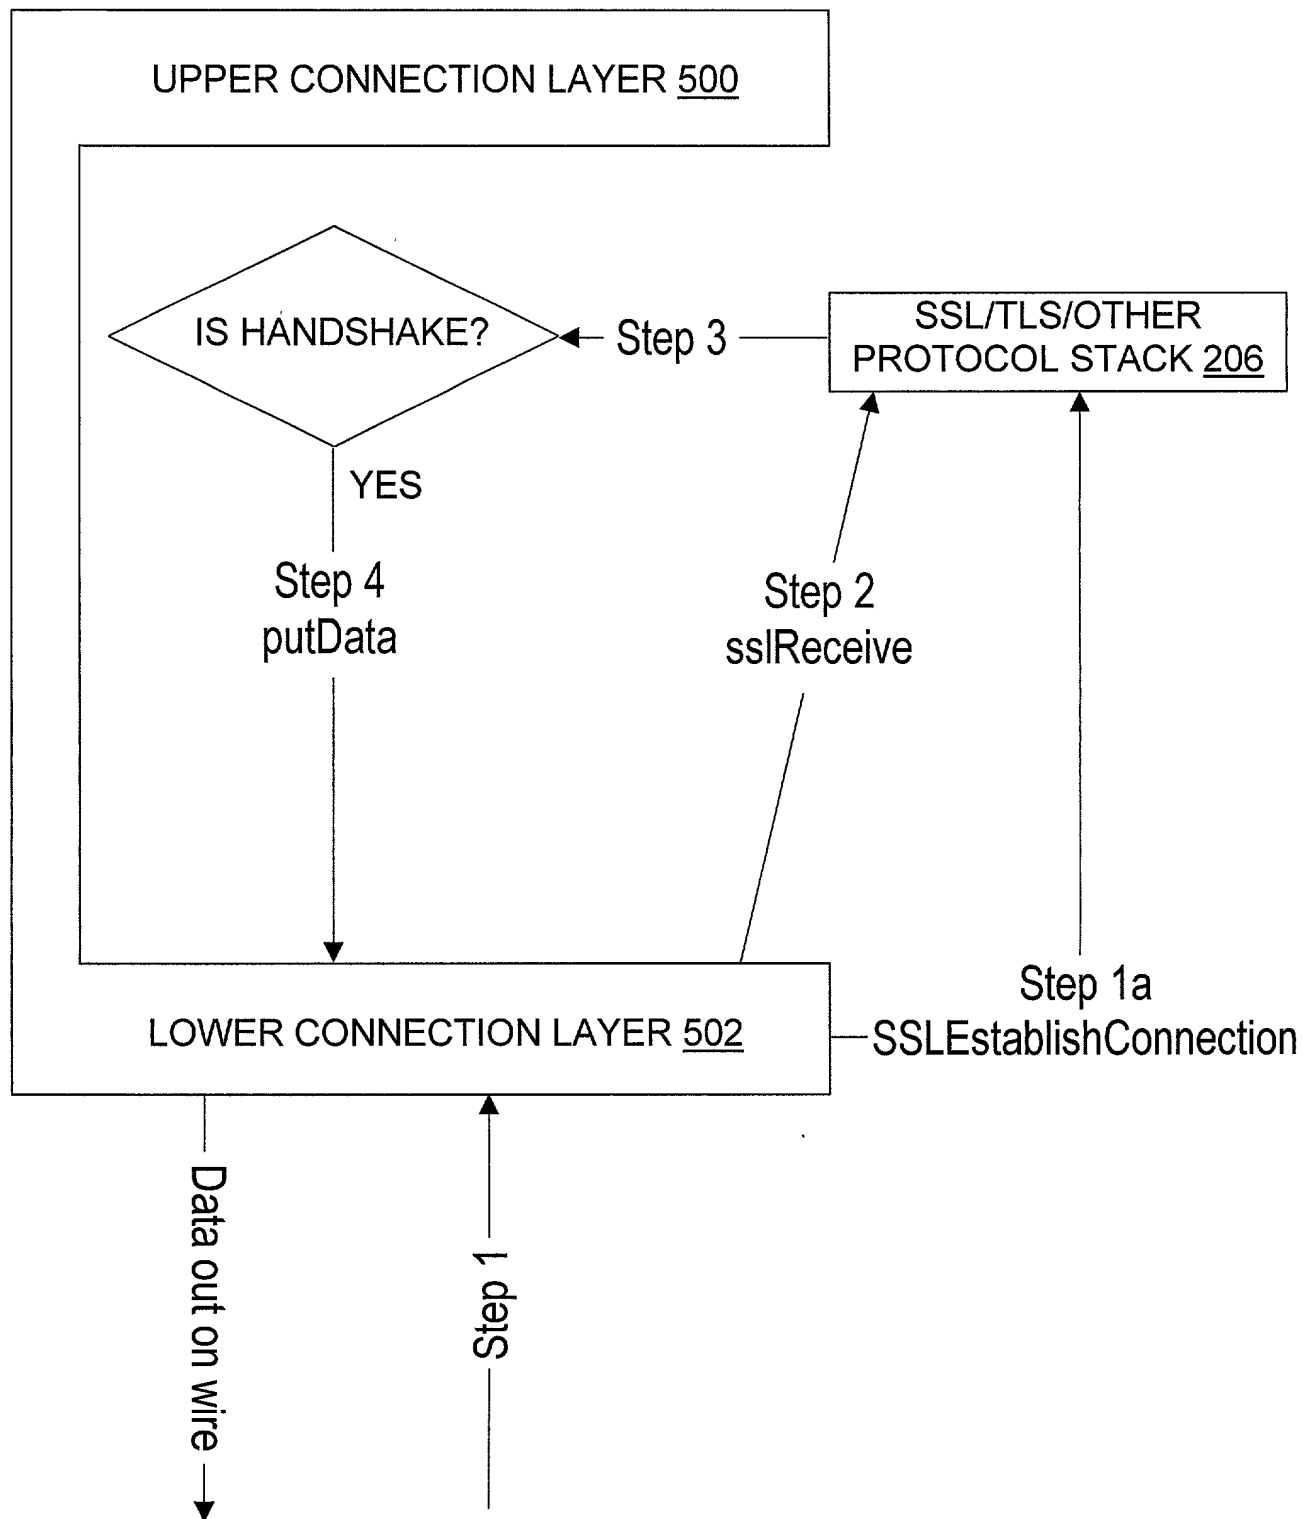 UPPER CONNECTION LAYER 500
IS HANDSHAKE?
Step 3
SSL/TLS/OTHER
PROTOCOL STACK 206
YES
Step 4
putData
Step 2
sslReceive
Step 1a
SSLEstablishConnection
LOWER CONNECTION LAYER 502
Data out on wire
Step 1